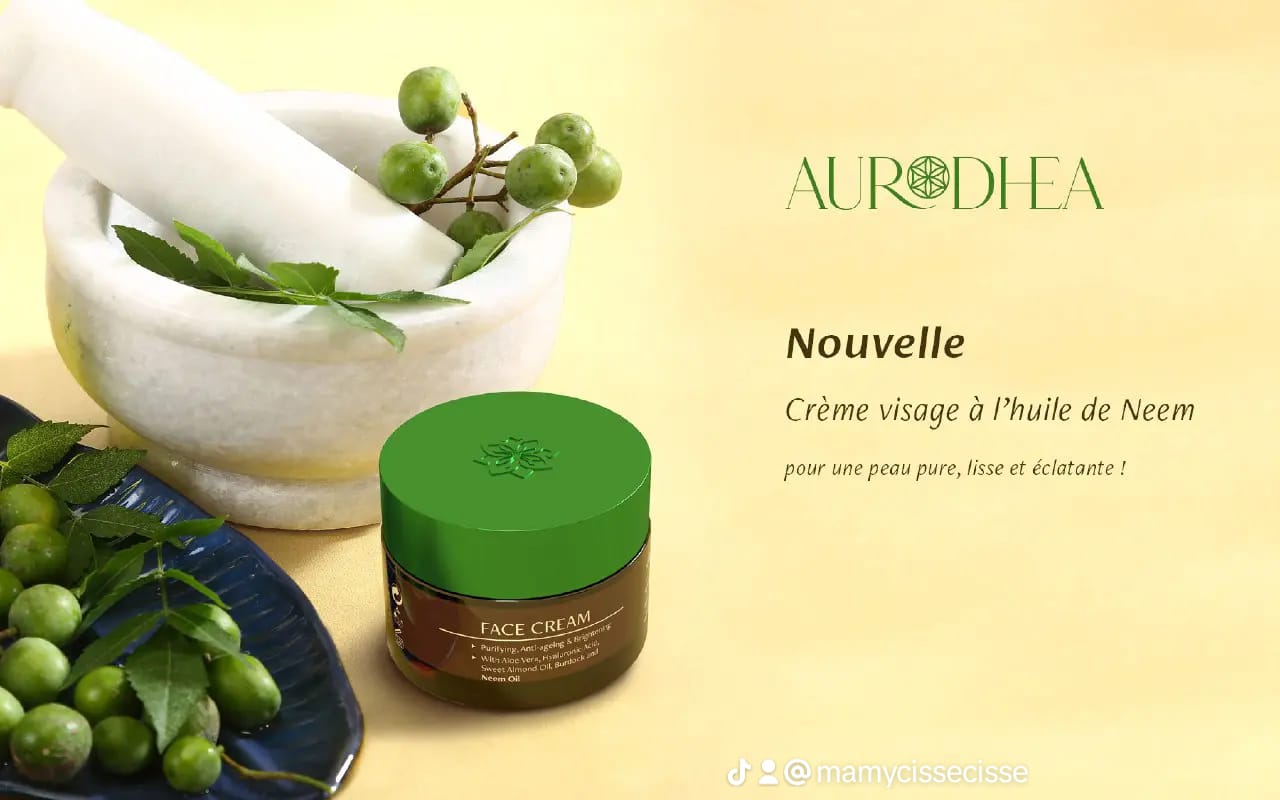 AURODHEA
Nouvelle
Crème visage à l'huile de Neem
pour une peau pure, lisse et éclatante !
FACE CREAM
Purifying, Anti-ageing & Brightening
With Aloe Vera, Hyaluronic Acid,
Sweet Almond Oil, Burdock and
Neem Oil
@mamycissecisse